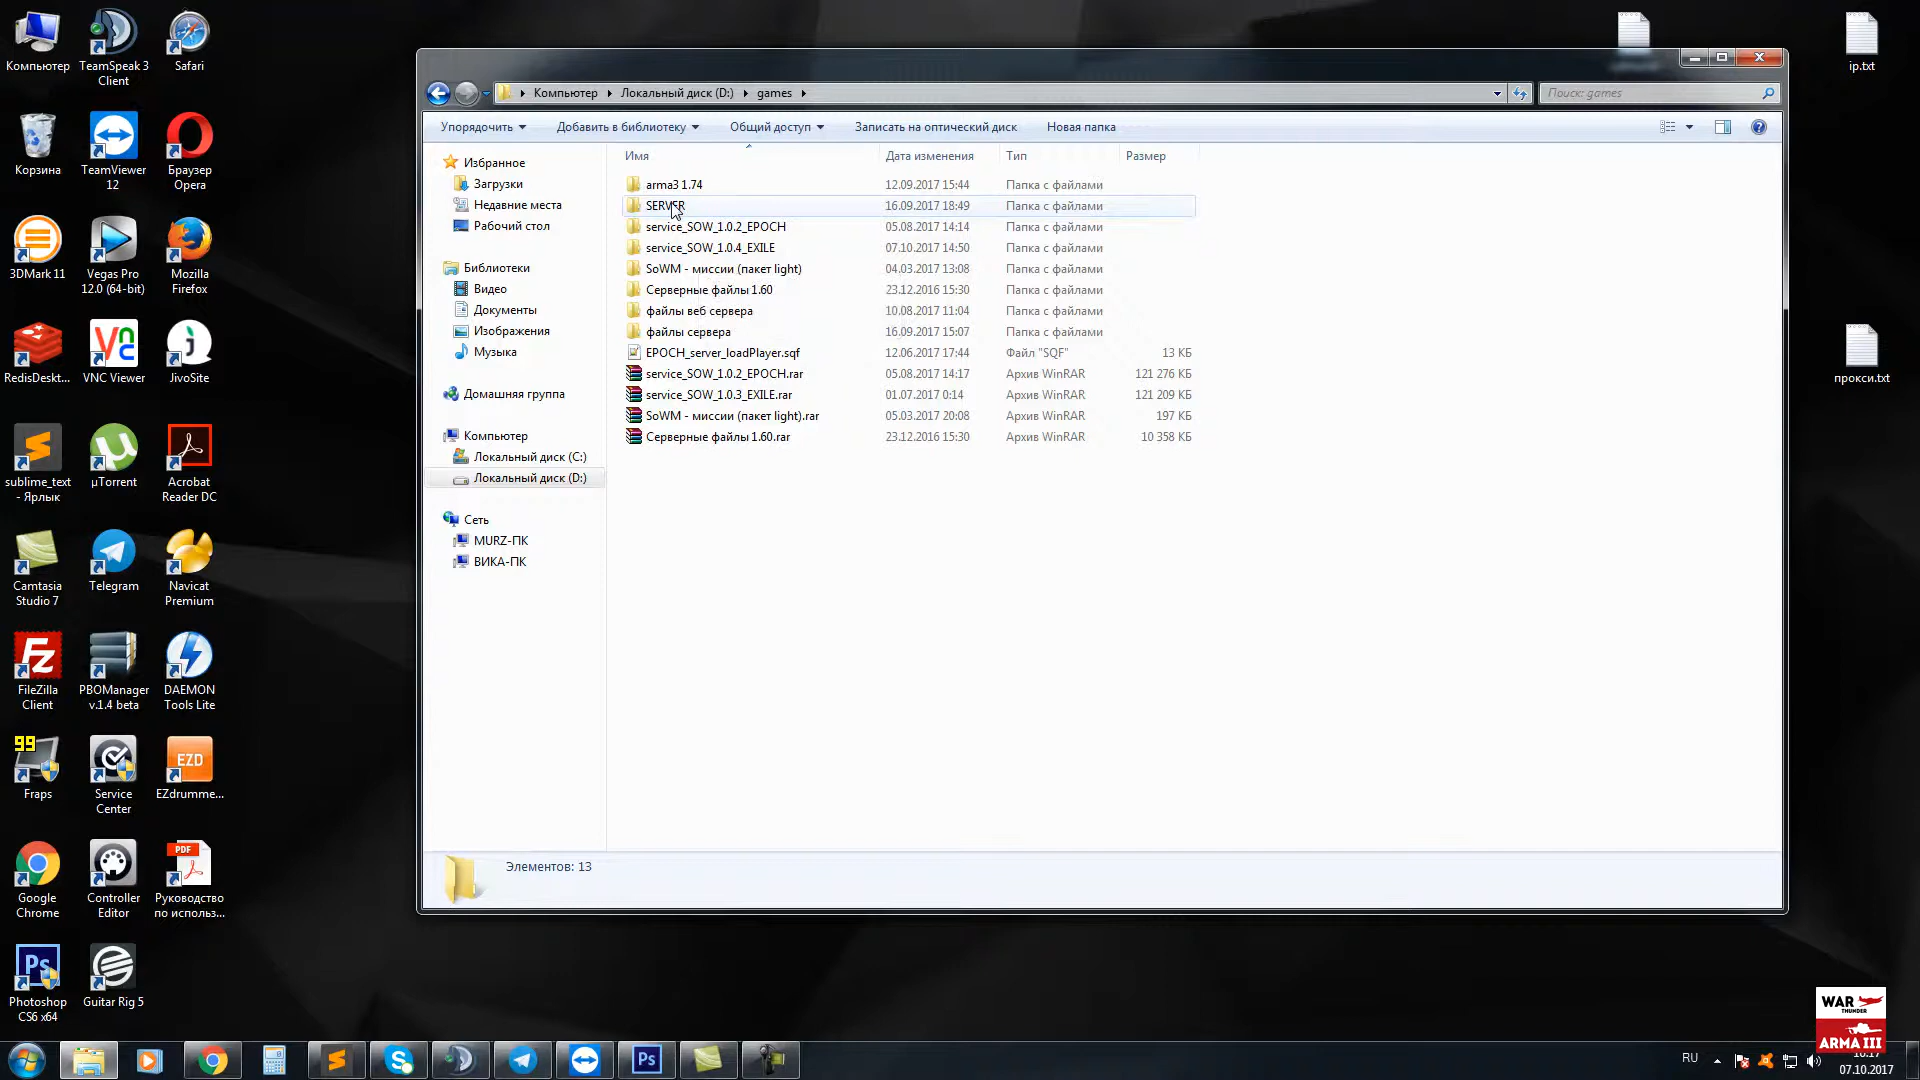 Компьютер
TeamSpeak 3
Client
Safari
Корзина
TeamViewer
12
Браузер
Opera
3DMark 11
Vegas Pro
12.0 (64-bit)
Mozilla
Firefox
RedisDeskt...
VNC Viewer
JivoSite
sublime_text
- Ярлык
µTorrent
Acrobat
Reader DC
Camtasia
Studio 7
Telegram
Navicat
Premium
FileZilla
Client
PBOManager
v.1.4 beta
DAEMON
Tools Lite
99
Fraps
Service
Center
EZD
EZdrumme...
Google
Chrome
Controller
Editor
PDF
Руководство
по использ...
Ps
Photoshop
CS6 x64
Guitar Rig 5
ip.txt
прокси.txt
Компьютер
Локальный диск (D:)
games
Поиск: games
Упорядочить
Добавить в библиотеку
Общий доступ
Записать на оптический диск
Новая папка
Избранное
Загрузки
Недавние места
Рабочий стол
Библиотеки
Видео
Документы
Изображения
Музыка
Домашняя группа
Компьютер
Локальный диск (C:)
Локальный диск (D:)
Сеть
MURZ-ПК
ВИКА-ПК
Имя Дата изменения Тип Размер
arma3 1.74 12.09.2017 15:44 Папка с файлами
SERVER 16.09.2017 18:49 Папка с файлами
service_SOW_1.0.2_EPOCH 05.08.2017 14:14 Папка с файлами
service_SOW_1.0.4_EXILE 07.10.2017 14:50 Папка с файлами
SoWM - миссии (пакет light) 04.03.2017 13:08 Папка с файлами
Серверные файлы 1.60 23.12.2016 15:30 Папка с файлами
файлы веб сервера 10.08.2017 11:04 Папка с файлами
файлы сервера 16.09.2017 15:07 Папка с файлами
EPOCH_server_loadPlayer.sqf 12.06.2017 17:44 Файл "SQF" 13 КБ
service_SOW_1.0.2_EPOCH.rar 05.08.2017 14:17 Архив WinRAR 121 276 КБ
service_SOW_1.0.3_EXILE.rar 01.07.2017 0:14 Архив WinRAR 121 209 КБ
SoWM - миссии (пакет light).rar 05.03.2017 20:08 Архив WinRAR 197 КБ
Серверные файлы 1.60.rar 23.12.2016 15:30 Архив WinRAR 10 358 КБ
Элементов: 13
WAR
THUNDER
ARMA III
Ps
RU
07.10.2017